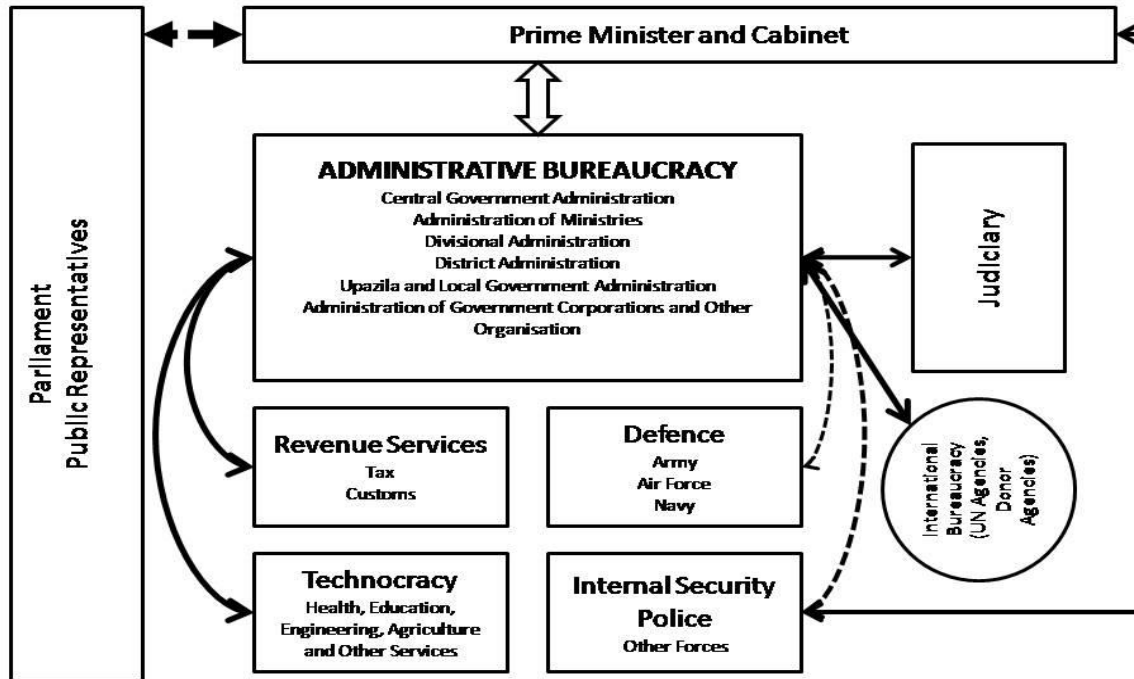 Parliament
Public Representatives
Prime Minister and Cabinet
ADMINISTRATIVE BUREAUCRACY
Central Government Administration
Administration of Ministries
Divisional Administration
District Administration
Upazila and Local Government Administration
Administration of Government Corporations and Other
Organisation
Judiciary
Revenue Services
Tax
Customs
Defence
Army
Air Force
Navy
International
Bureaucracy
(UN Agencies,
Donor
Agencies)
Technocracy
Health, Education,
Engineering, Agriculture
and Other Services
Internal Security
Police
Other Forces